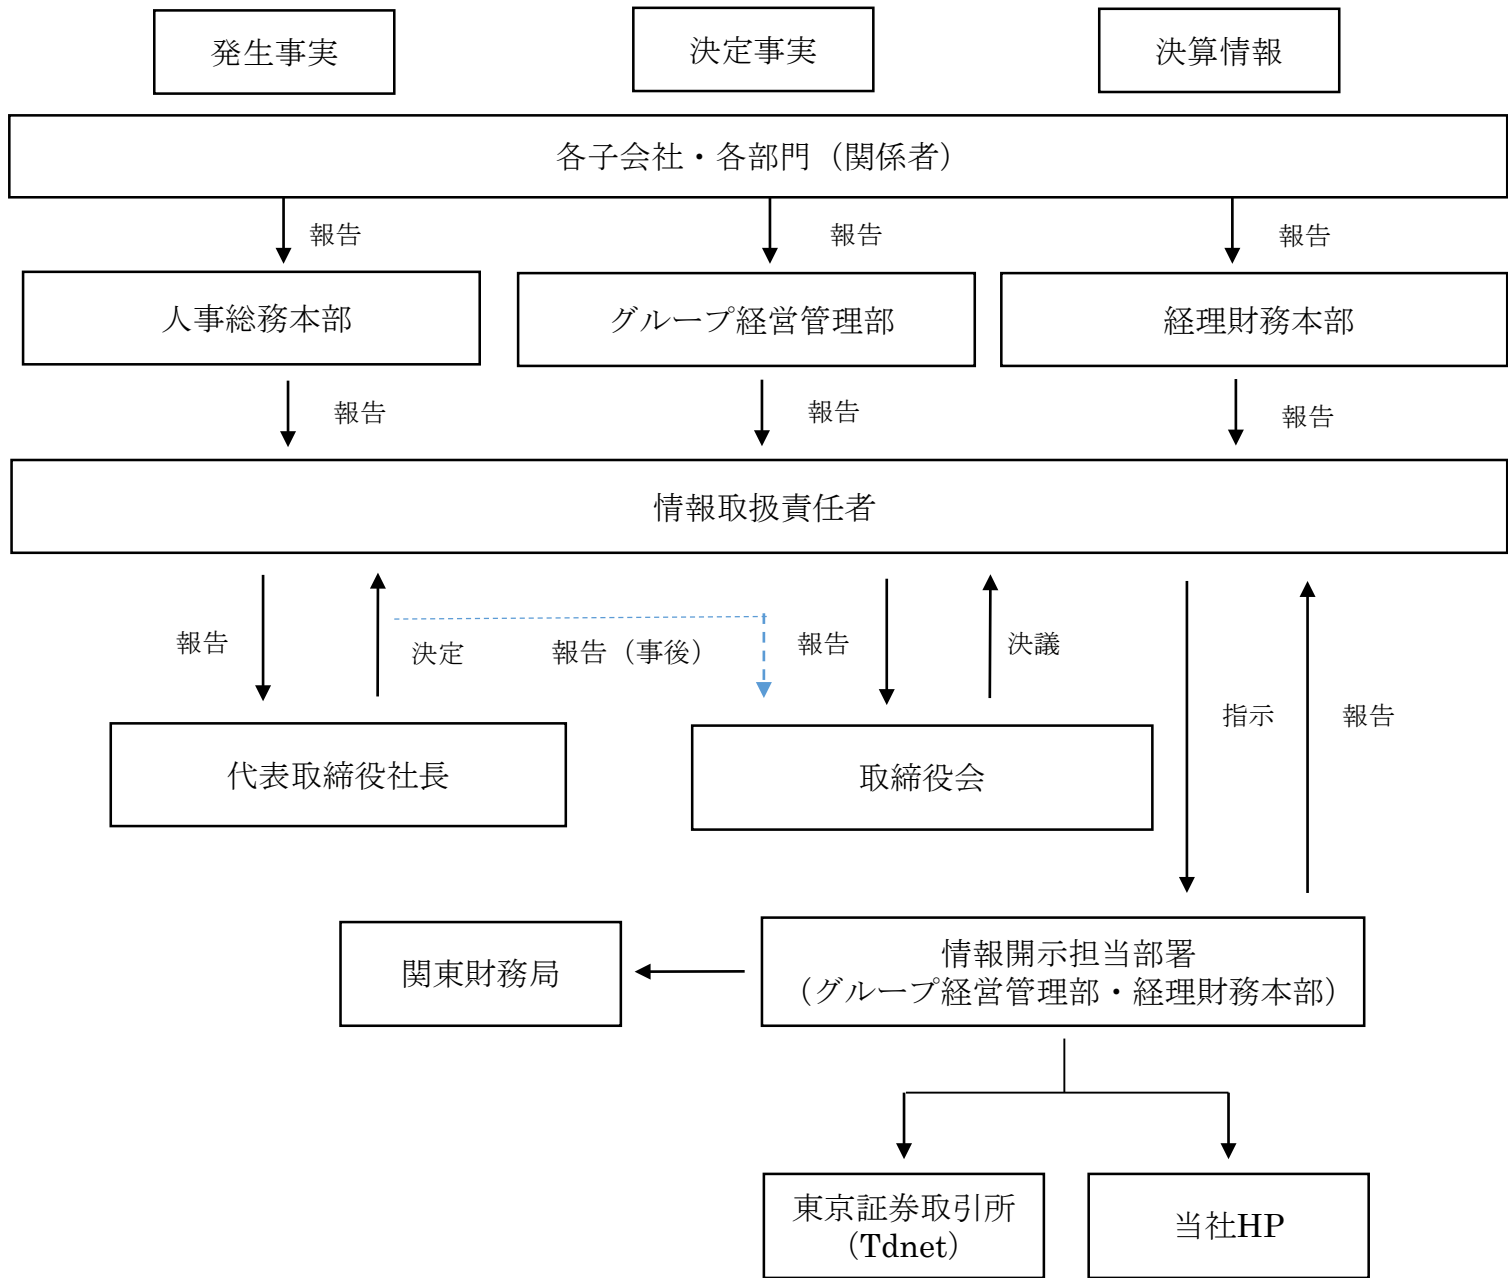 発生事実
決定事実
決算情報
各子会社・各部門（関係者）
報告
報告
報告
人事総務本部
グループ経営管理部
経理財務本部
報告
報告
報告
情報取扱責任者
報告
決定
報告（事後）
報告
決議
指示
報告
代表取締役社長
取締役会
関東財務局
情報開示担当部署
（グループ経営管理部・経理財務本部）
東京証券取引所
（Tdnet）
当社HP